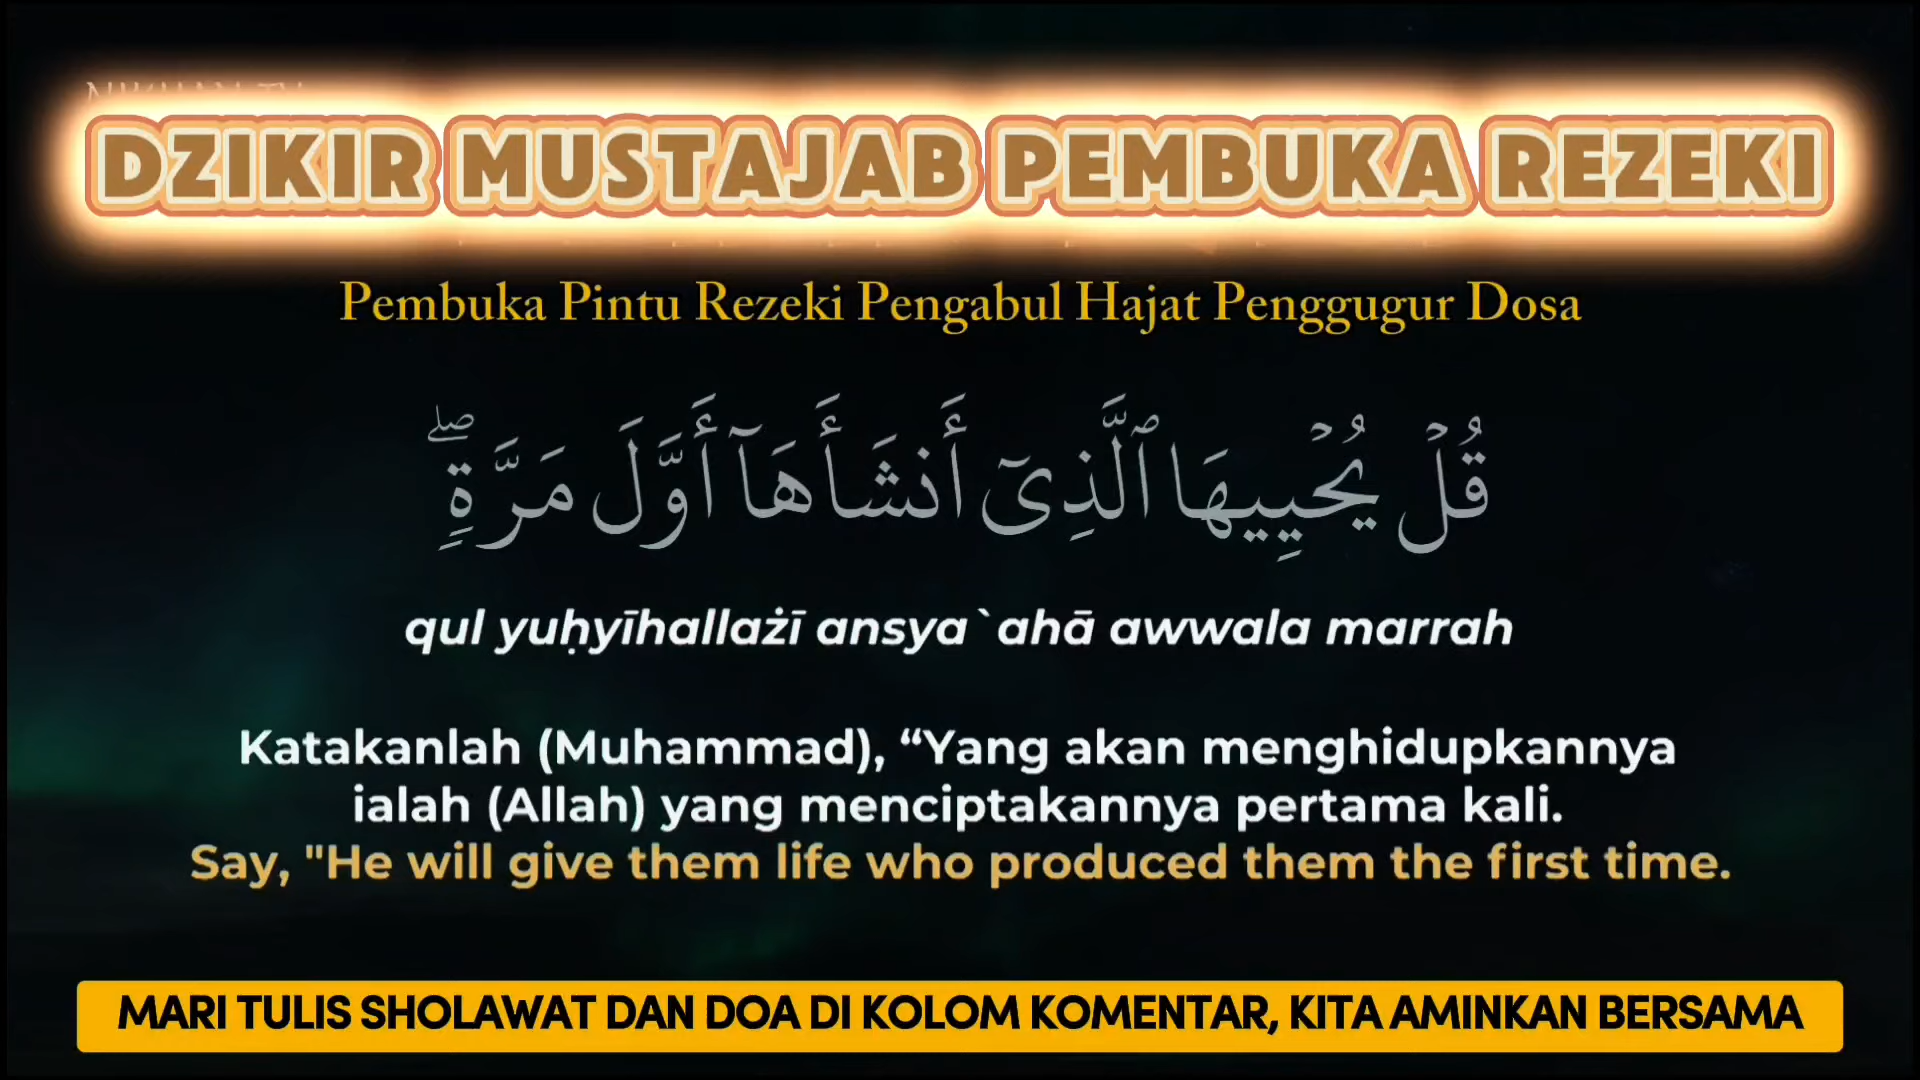 DZIKIR MUSTAJAB PEMBUKA REZEKI
Pembuka Pintu Rezeki Pengabul Hajat Penggugur Dosa
قُلْ يُحْيِيهَا ٱلَّذِىٓ أَنشَأَهَآ أَوَّلَ مَرَّةٍ ۖ
qul yuḥyīhallażī ansya`ahā awwala marrah
Katakanlah (Muhammad), “Yang akan menghidupkannya
ialah (Allah) yang menciptakannya pertama kali.
Say, "He will give them life who produced them the first time.
MARI TULIS SHOLAWAT DAN DOA DI KOLOM KOMENTAR, KITA AMINKAN BERSAMA